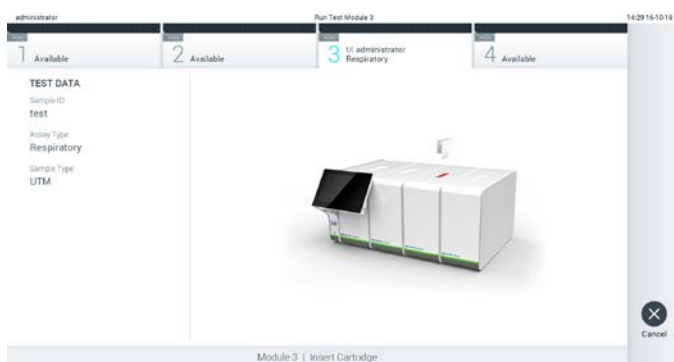 administrator
Run Test Module 3
14:29 16-10-18
1 Available
2 Available
3 UI administrator
Respiratory
4 Available
TEST DATA
Sample ID
test
Assay Type
Respiratory
Sample Type
UTM
Cancel
Module 3 | Insert Cartridge